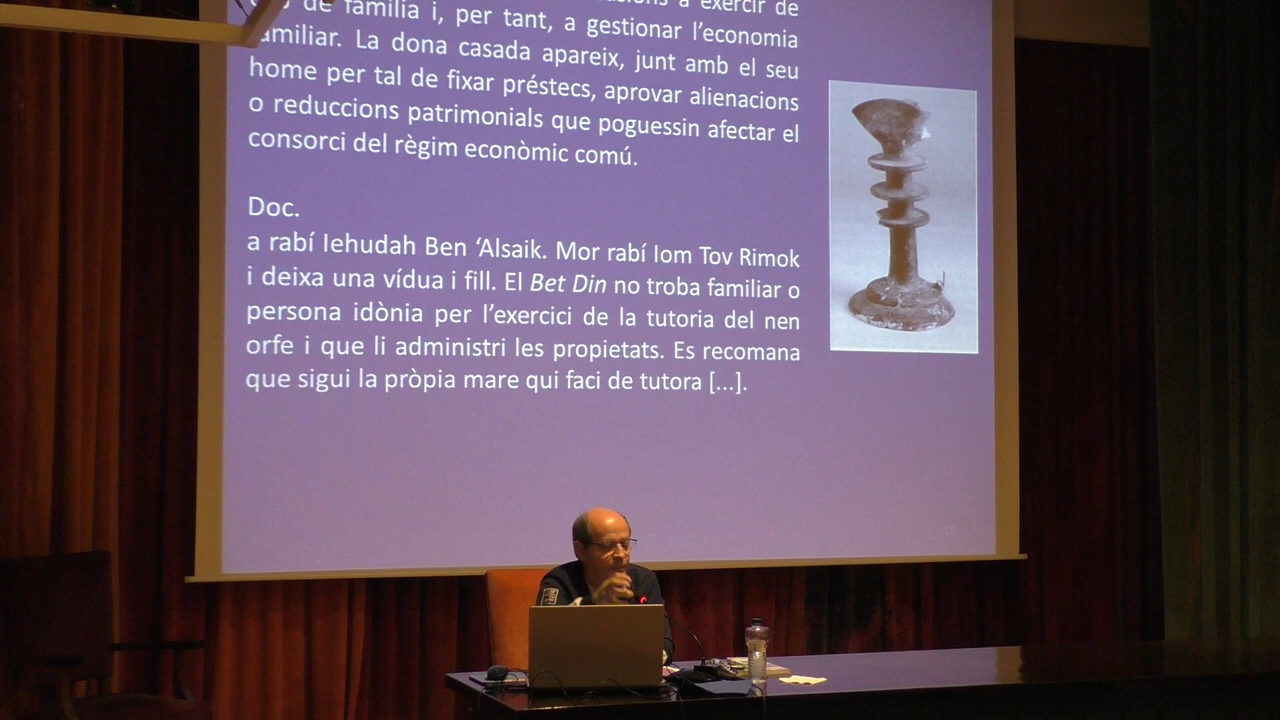 a exercir de
de família i, per tant, a gestionar l'economia
familiar. La dona casada apareix, junt amb el seu
home per tal de fixar préstecs, aprovar alienacions
o reduccions patrimonials que poguessin afectar el
consorci del règim econòmic comú.
Doc.
a rabí Iehudah Ben ‘Alsaik. Mor rabí Iom Tov Rimok
i deixa una vídua i fill. El Bet Din no troba familiar o
persona idònia per l’exercici de la tutoria del nen
orfe i que li administri les propietats. Es recomana
que sigui la pròpia mare qui faci de tutora [...].